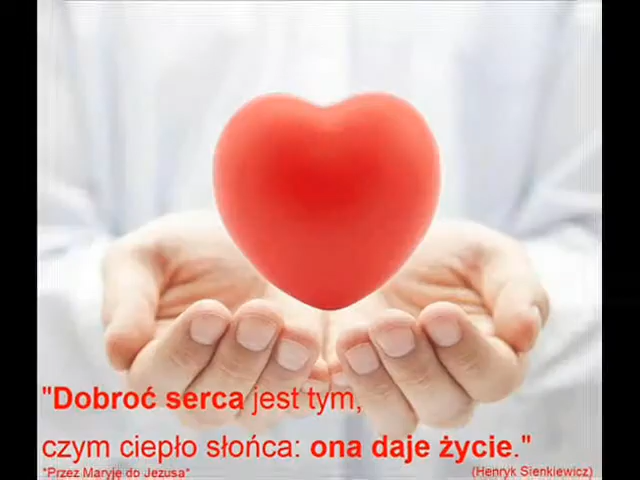 "Dobroć serca jest tym,
czym ciepło słońca: ona daje życie."
*Przez Maryję do Jezusa*
(Henryk Sienkiewicz)